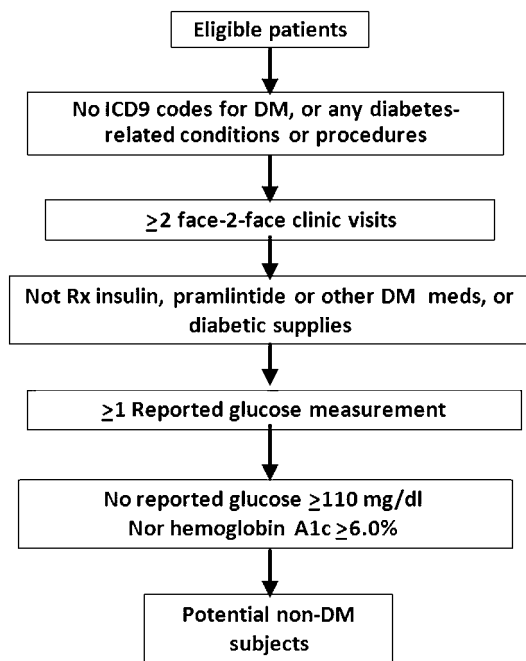 Eligible patients
No ICD9 codes for DM, or any diabetes-
related conditions or procedures
≥2 face-2-face clinic visits
Not Rx insulin, pramlintide or other DM meds, or
diabetic supplies
≥1 Reported glucose measurement
No reported glucose ≥110 mg/dl
Nor hemoglobin A1c ≥6.0%
Potential non-DM
subjects